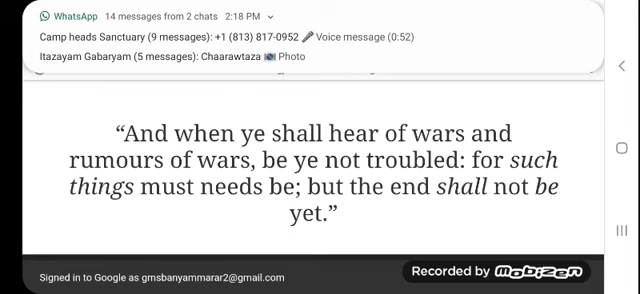 WhatsApp 14 messages from 2 chats 2:18 PM
Camp heads Sanctuary (9 messages): +1 (813) 817-0952 🎤 Voice message (0:52)
Itazayam Gabaryam (5 messages): Chaarawtaza 📷 Photo
“And when ye shall hear of wars and
rumours of wars, be ye not troubled: for such
things must needs be; but the end shall not be
yet.”
Signed in to Google as gmsbanyammarar2@gmail.com
Recorded by mobizen